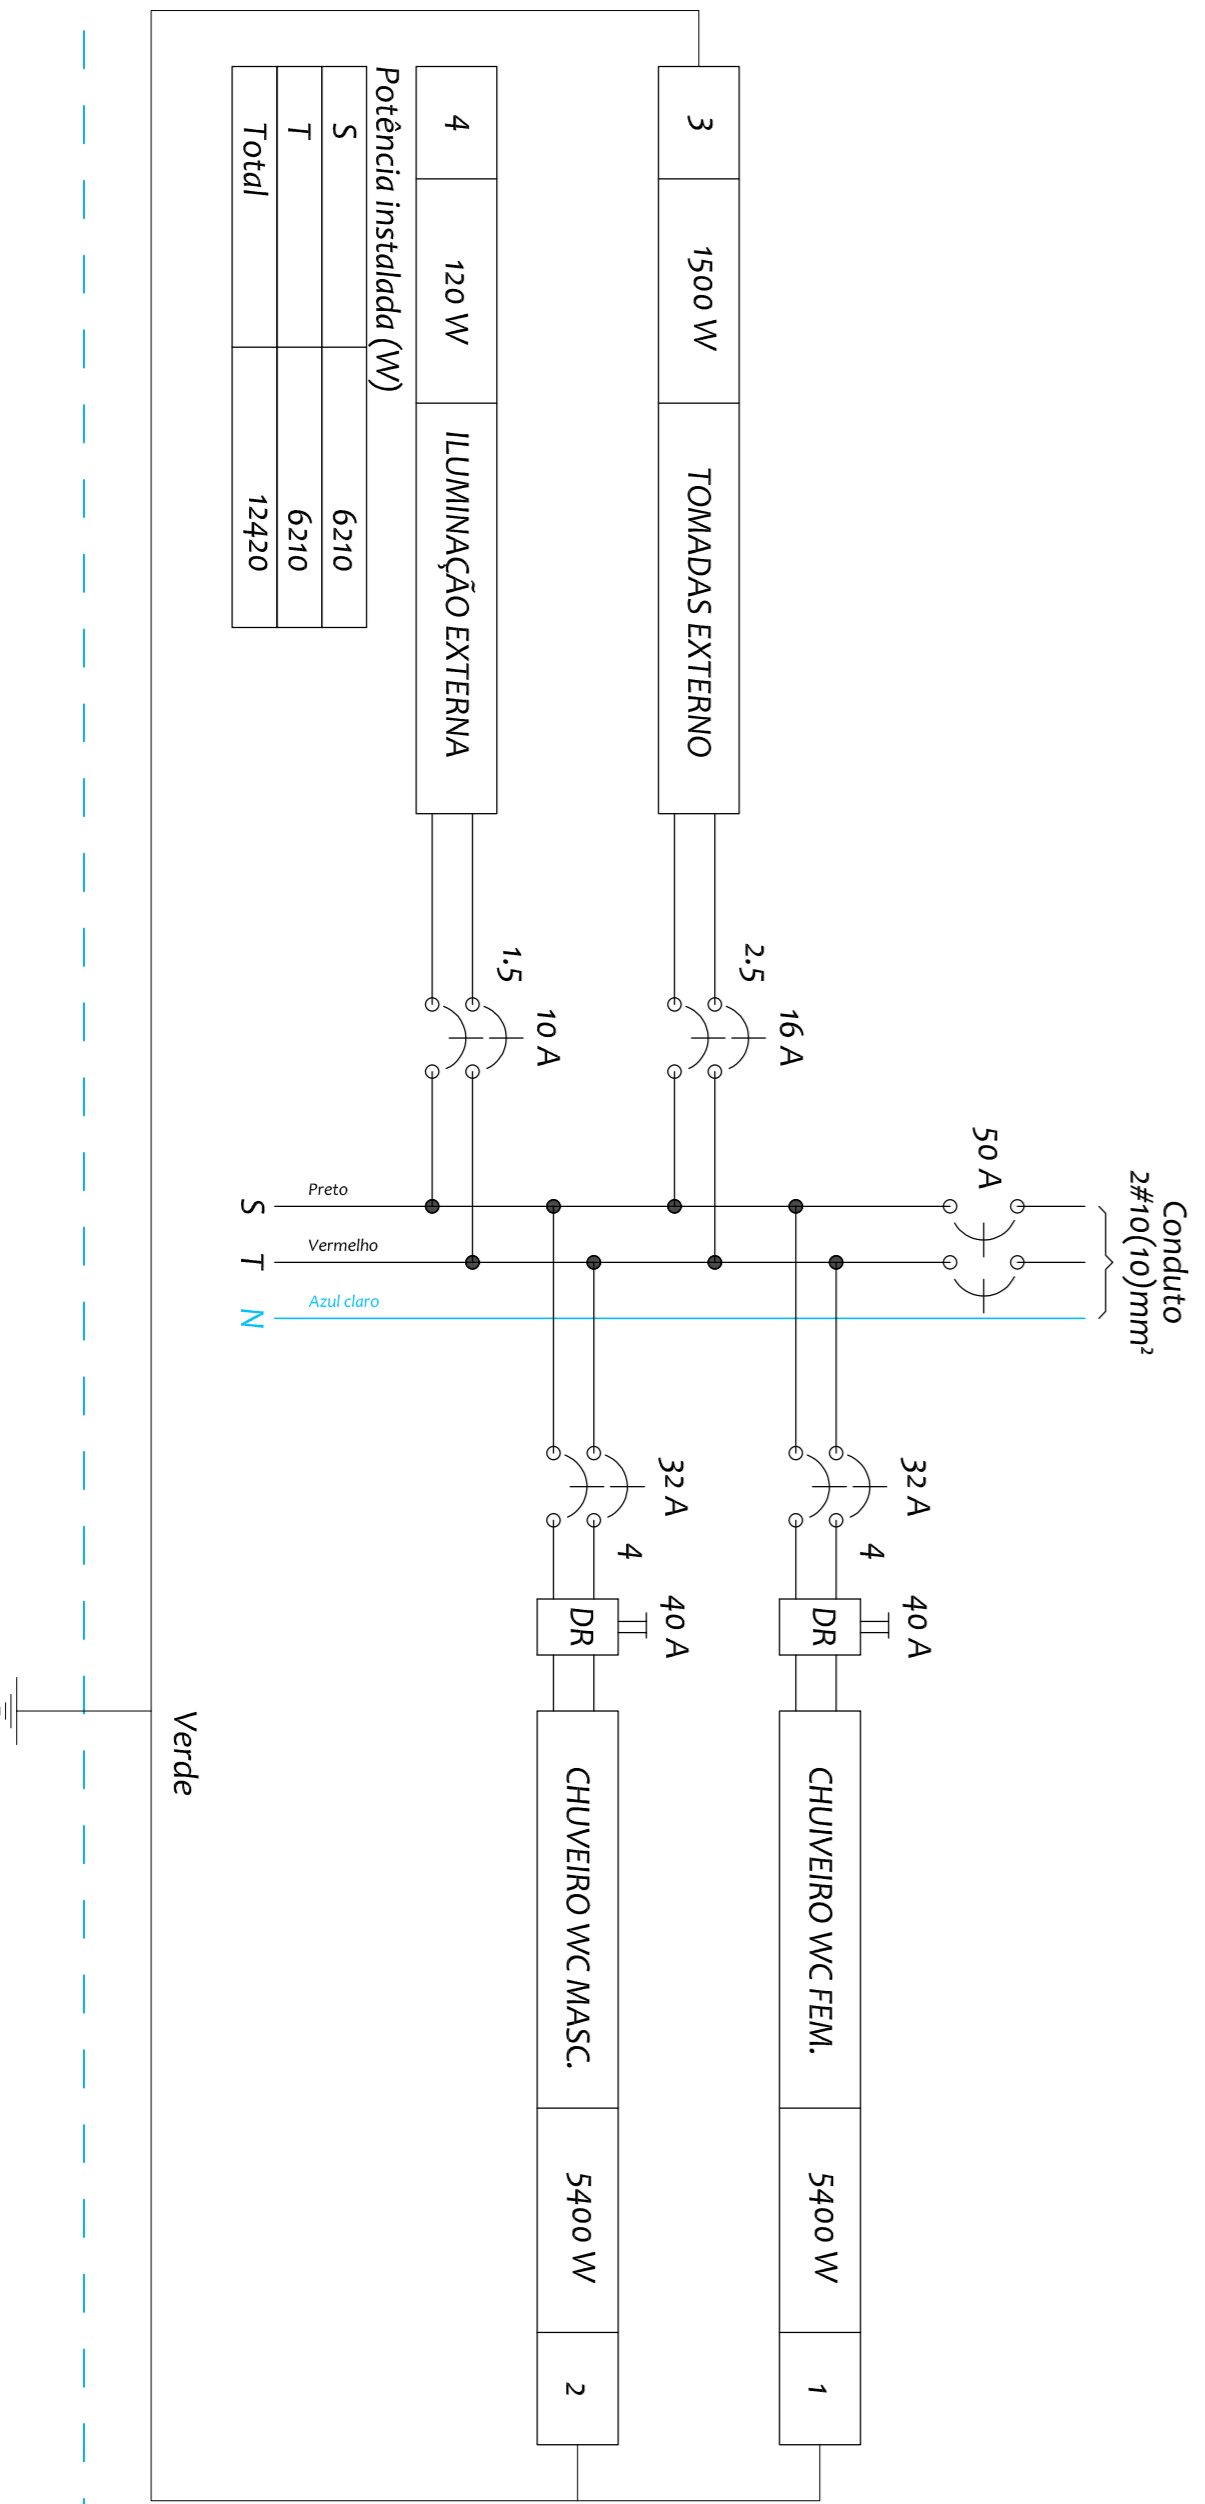 Conduto
2#10(10)mm²
50 A
32 A
4
40 A
DR
CHUIVEIRO WC FEM.
5400 W
1
3
1500 W
TOMADAS EXTERNO
2.5
16 A
32 A
4
40 A
DR
CHUVEIRO WC MASC.
5400 W
2
4
120 W
ILUMINAÇÃO EXTERNA
1.5
10 A
Preto
Vermelho
Azul claro
S
T
N
Potência instalada (W)
S 6210
T 6210
Total 12420
Verde